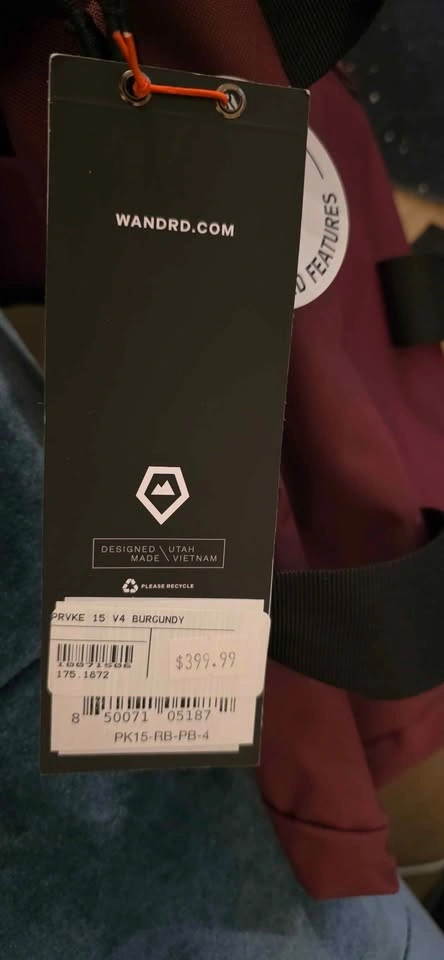 WANDRD.COM
D FEATURES
DESIGNED \ UTAH
MADE \ VIETNAM
PLEASE RECYCLE
PRVKE 15 V4 BURGUNDY
10071506
175.1872
$399.99
8 50071 05187
PK15-RB-PB-4